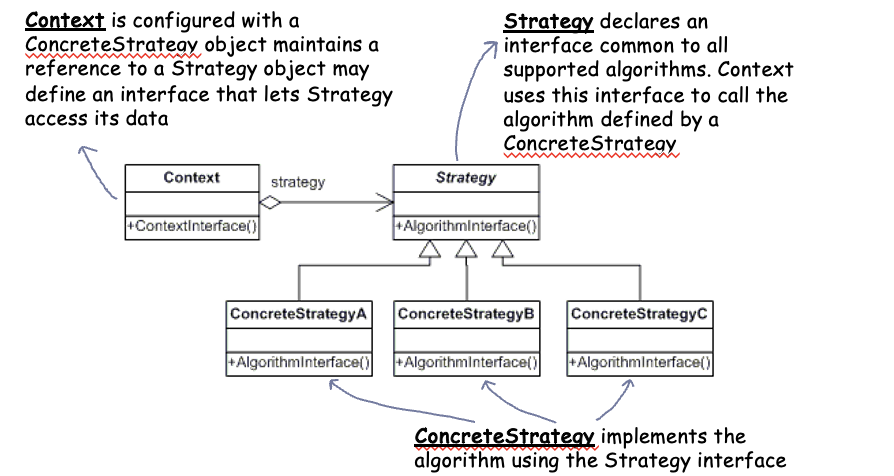 Context is configured with a
ConcreteStrategy object maintains a
reference to a Strategy object may
define an interface that lets Strategy
access its data
Strategy declares an
interface common to all
supported algorithms. Context
uses this interface to call the
algorithm defined by a
ConcreteStrategy
Context
strategy
Strategy
+ContextInterface()
+AlgorithmInterface()
ConcreteStrategyA
ConcreteStrategyB
ConcreteStrategyC
+AlgorithmInterface()
+AlgorithmInterface()
+AlgorithmInterface()
ConcreteStrategy implements the
algorithm using the Strategy interface